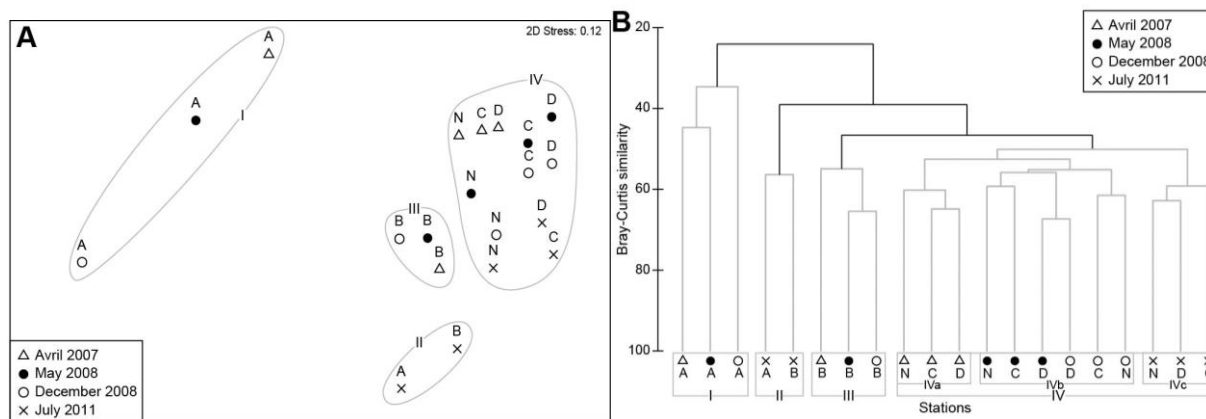 A
2D Stress: 0.12
A
A
I
A
IV
N C D D
C
C D
N
N D
N C
III
B B
B
II
B
A
Avril 2007
May 2008
December 2008
July 2011
B
Bray-Curtis similarity
20
40
60
80
100
Avril 2007
May 2008
December 2008
July 2011
A A A A B B B B N C D N C D D C N N D
IVa IVb IVc
I II III IV
Stations